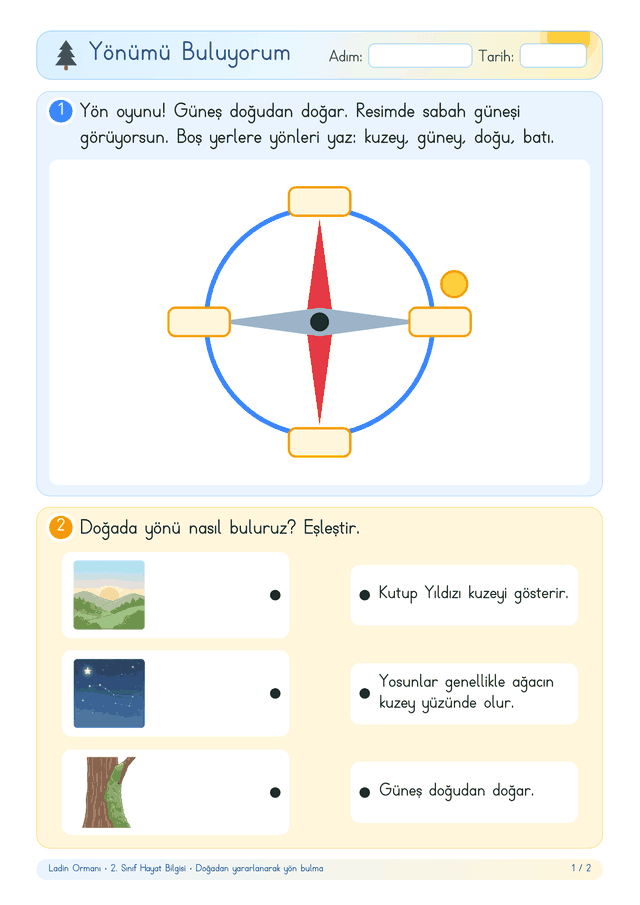 Yönümü Buluyorum
Adım:
Tarih:
1
Yön oyunu! Güneş doğudan doğar. Resimde sabah güneşi
görüyorsun. Boş yerlere yönleri yaz: kuzey, güney, doğu, batı.
2
Doğada yönü nasıl buluruz? Eşleştir.
Kutup Yıldızı kuzeyi gösterir.
Yosunlar genellikle ağacın
kuzey yüzünde olur.
Güneş doğudan doğar.
Ladin Ormanı • 2. Sınıf Hayat Bilgisi • Doğadan yararlanarak yön bulma
1 / 2